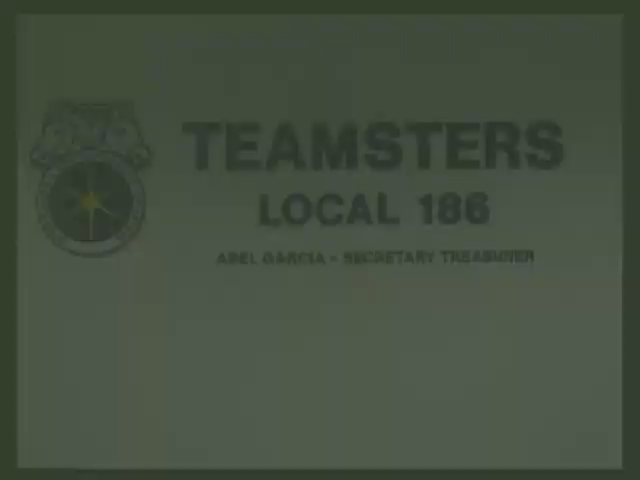 TEAMSTERS
LOCAL 186
ABEL GARCIA - SECRETARY TREASURER